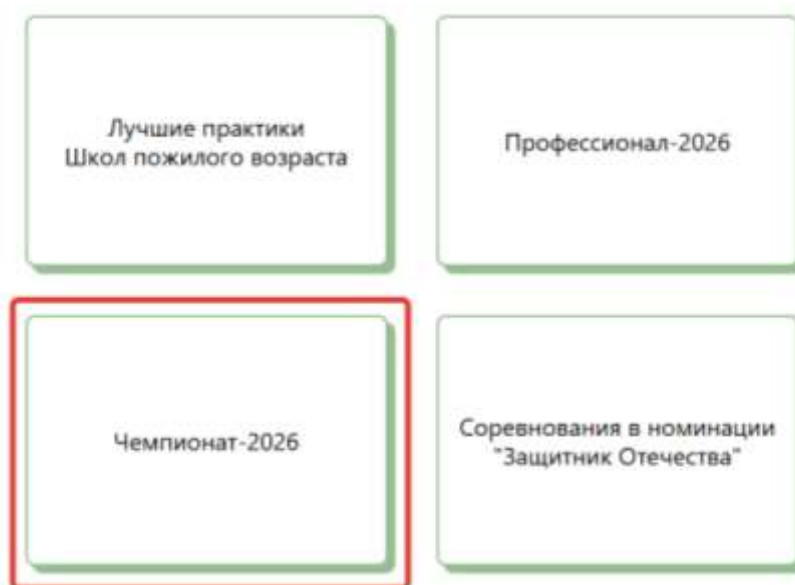 Лучшие практики
Школ пожилого возраста
Профессионал-2026
Чемпионат-2026
Соревнования в номинации
"Защитник Отечества"